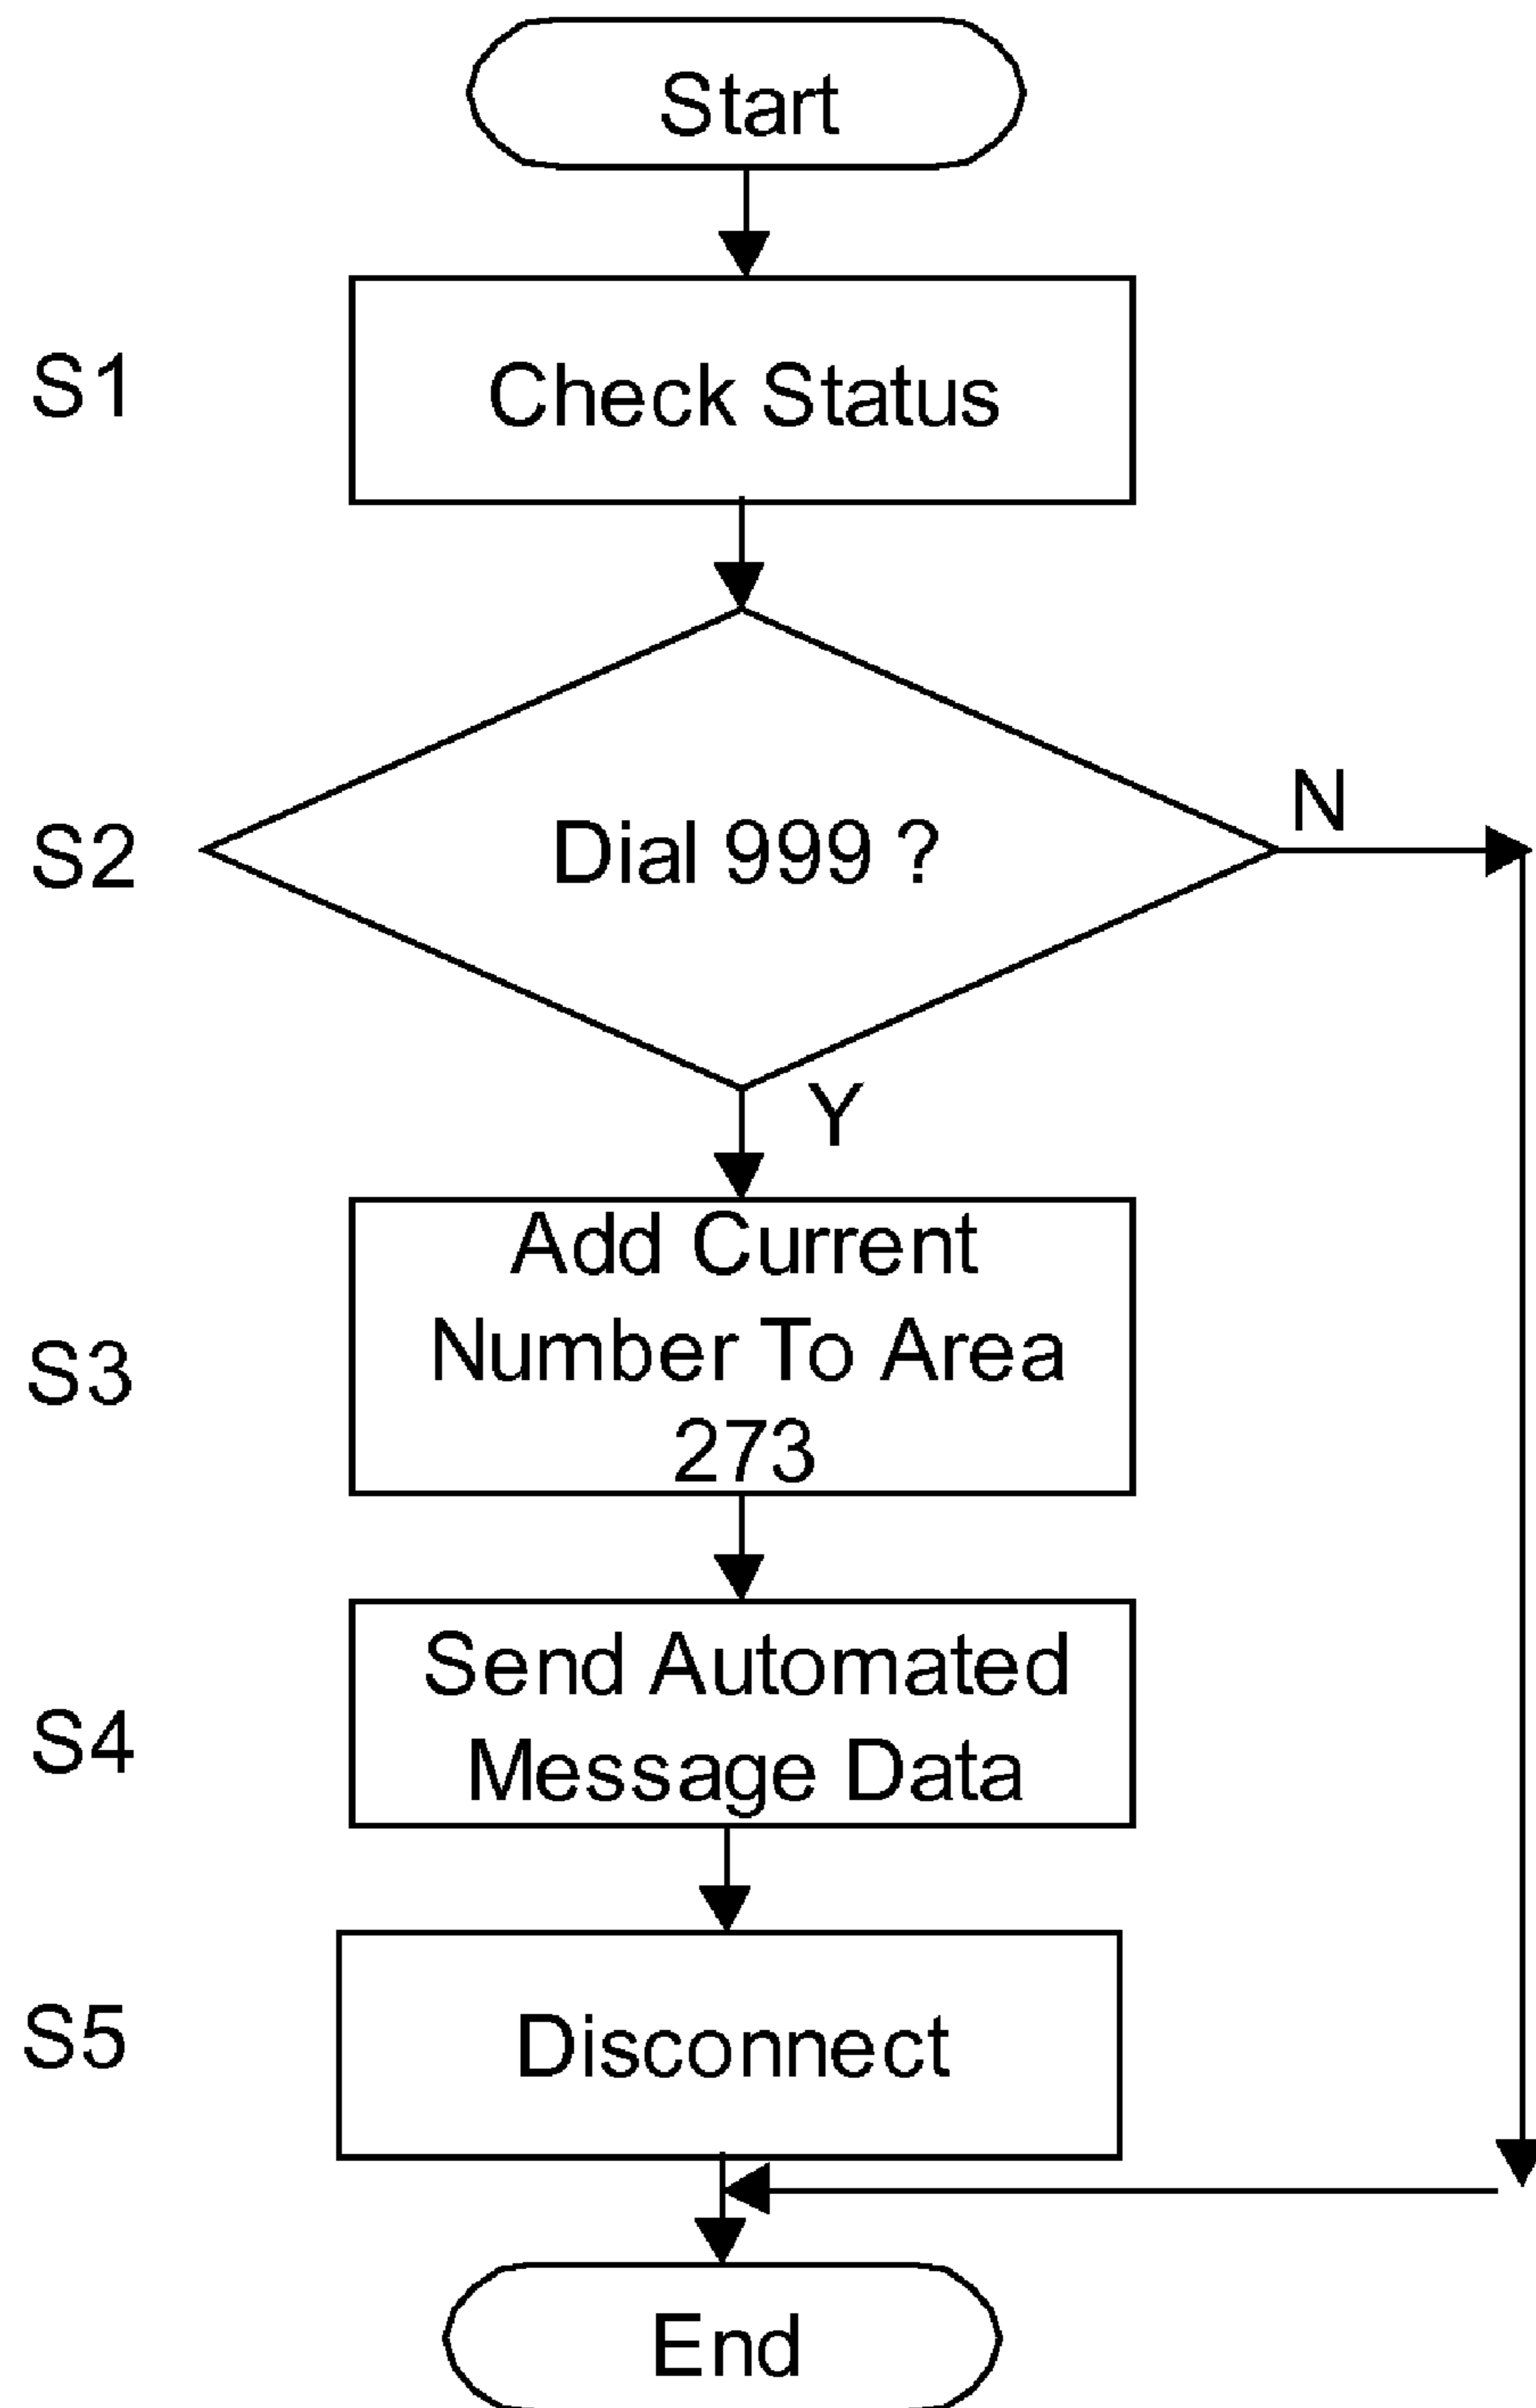 Start
S1
Check Status
S2
Dial 999 ?
N
Y
S3
Add Current
Number To Area
273
S4
Send Automated
Message Data
S5
Disconnect
End